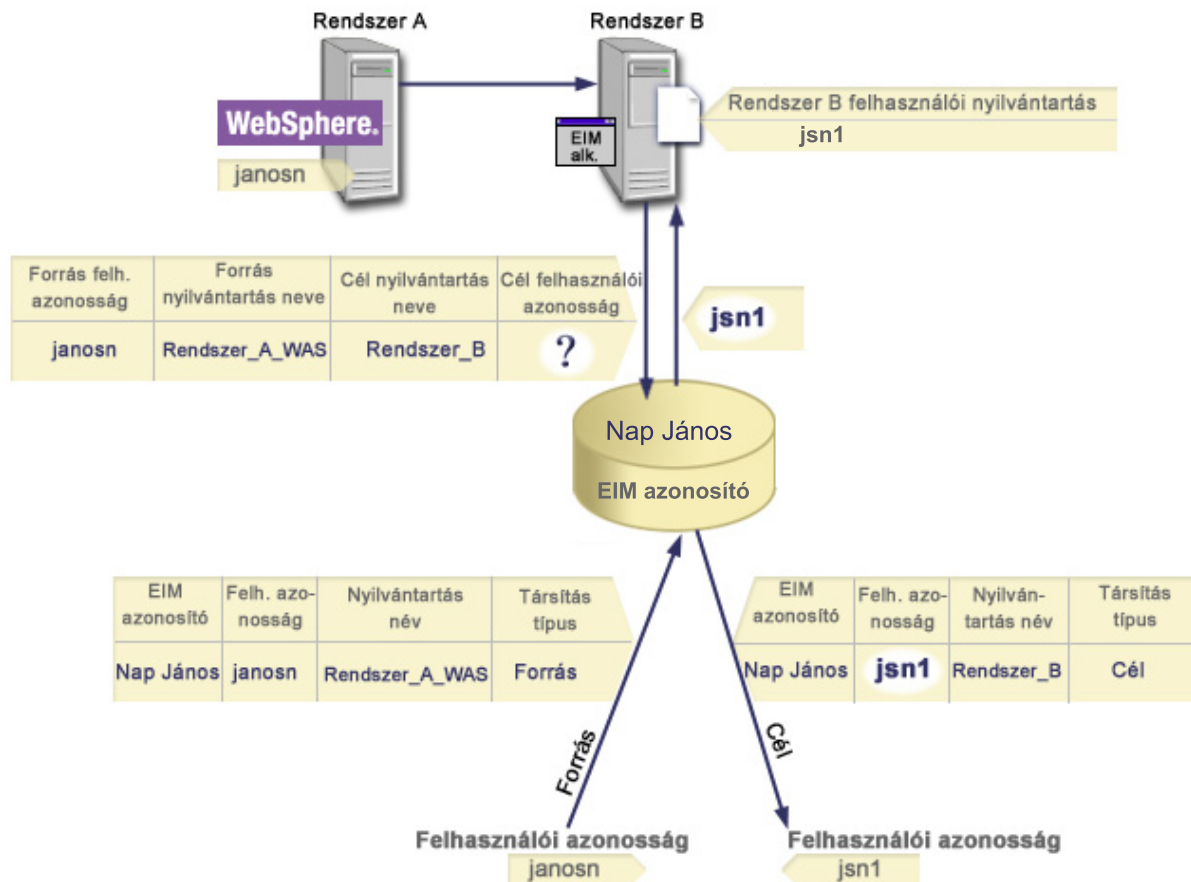 Rendszer A
Rendszer B
WebSphere.
janosn
EIM
alk.
Rendszer B felhasználói nyilvántartás
jsn1
Forrás felh.
azonosság
Forrás
nyilvántartás neve
Cél nyilvántartás
neve
Cél felhasználói
azonosság
janosn
Rendszer_A_WAS
Rendszer_B
?
jsn1
Nap János
EIM azonosító
EIM
azonosító
Felh. azo-
nosság
Nyilvántartás
név
Társítás
típus
Nap János
janosn
Rendszer_A_WAS
Forrás
EIM
azonosító
Felh. azo-
nosság
Nyilván-
tartás név
Társítás
típus
Nap János
jsn1
Rendszer_B
Cél
Forrás
Cél
Felhasználói azonosság
janosn
Felhasználói azonosság
jsn1